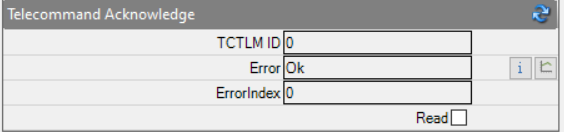 Telecommand Acknowledge
TCTLM ID 0
Error Ok i
ErrorIndex 0
Read